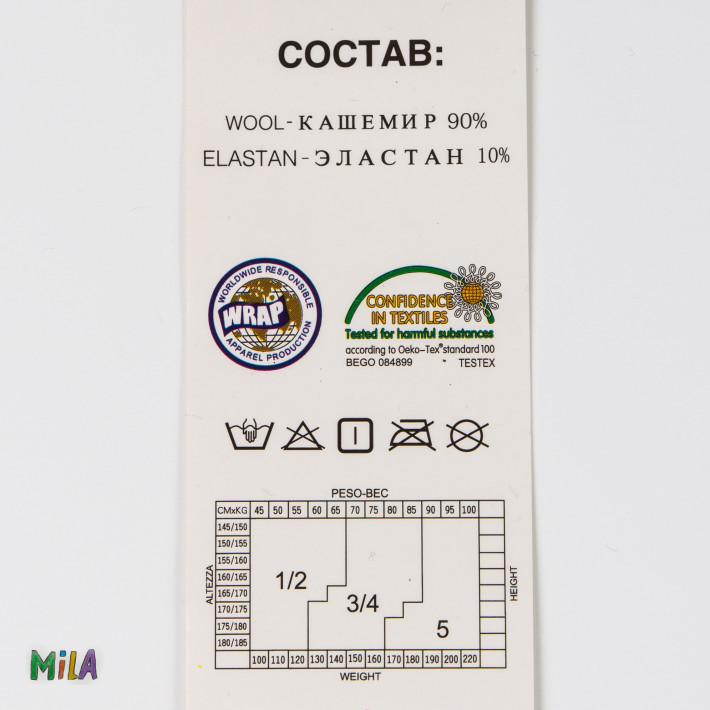 СОСТАВ:
WOOL-КАШЕМИР 90%
ELASTAN-ЭЛАСТАН 10%
WORLDWIDE RESPONSIBLE
WRAP
APPAREL PRODUCTION
CONFIDENCE
IN TEXTILES
Tested for harmful substances
according to Oeko-Tex®standard100
BEGO 084899 TESTEX
PESO-ВЕС
CMxKG 45 50 55 60 65 70 75 80 85 90 95 100
145/150
150/155
155/160
160/165
165/170
170/175
175/180
180/185
ALTEZZA
1/2
3/4
5
HEIGHT
100 110 120 130 140 150 160 170 180 190 200 220
WEIGHT
MiLA